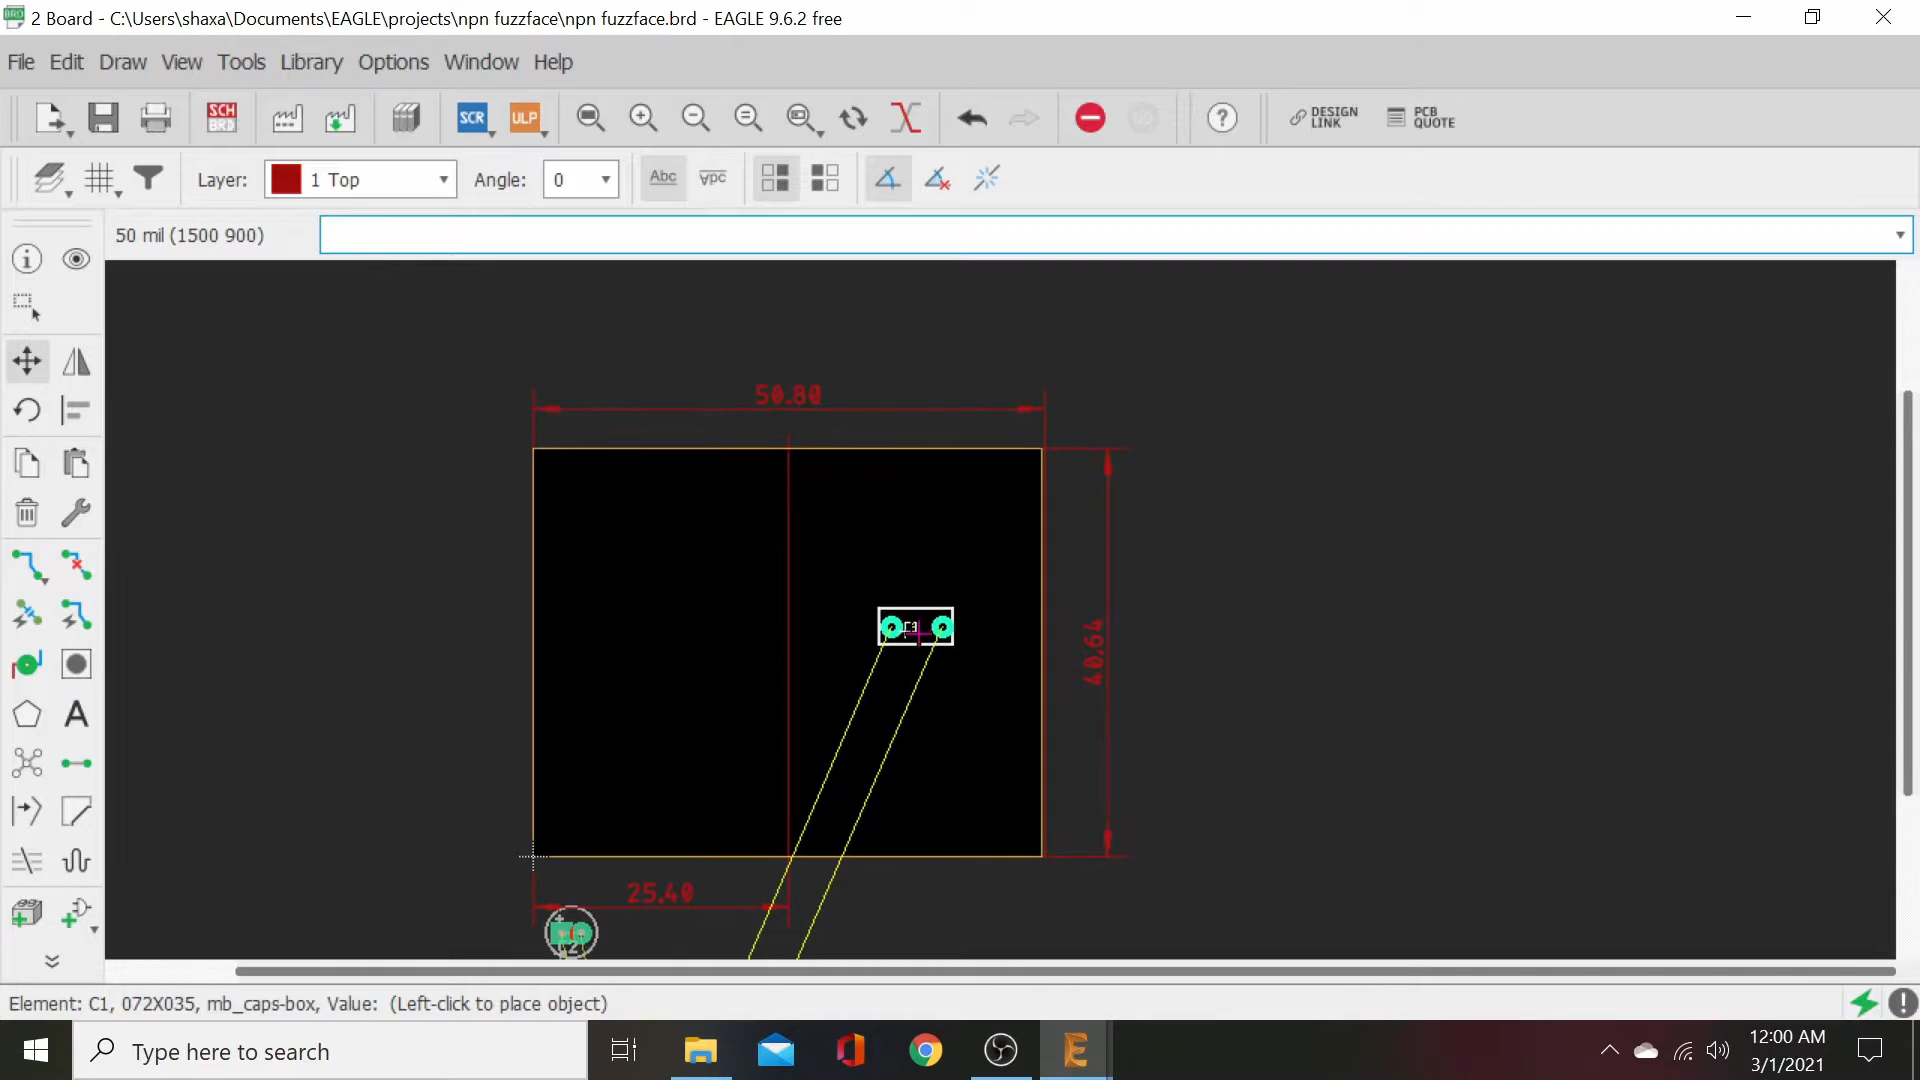 2 Board - C:\Users\shaxa\Documents\EAGLE\projects\npn fuzzface\npn fuzzface.brd - EAGLE 9.6.2 free
File Edit Draw View Tools Library Options Window Help
SCH BRD SCR ULP ? DESIGN LINK PCB QUOTE
Layer: 1 Top Angle: 0 Abc Abc
50 mil (1500 900)
50.80
C1
40.64
25.40
Element: C1, 072X035, mb_caps-box, Value: (Left-click to place object)
Type here to search
12:00 AM
3/1/2021